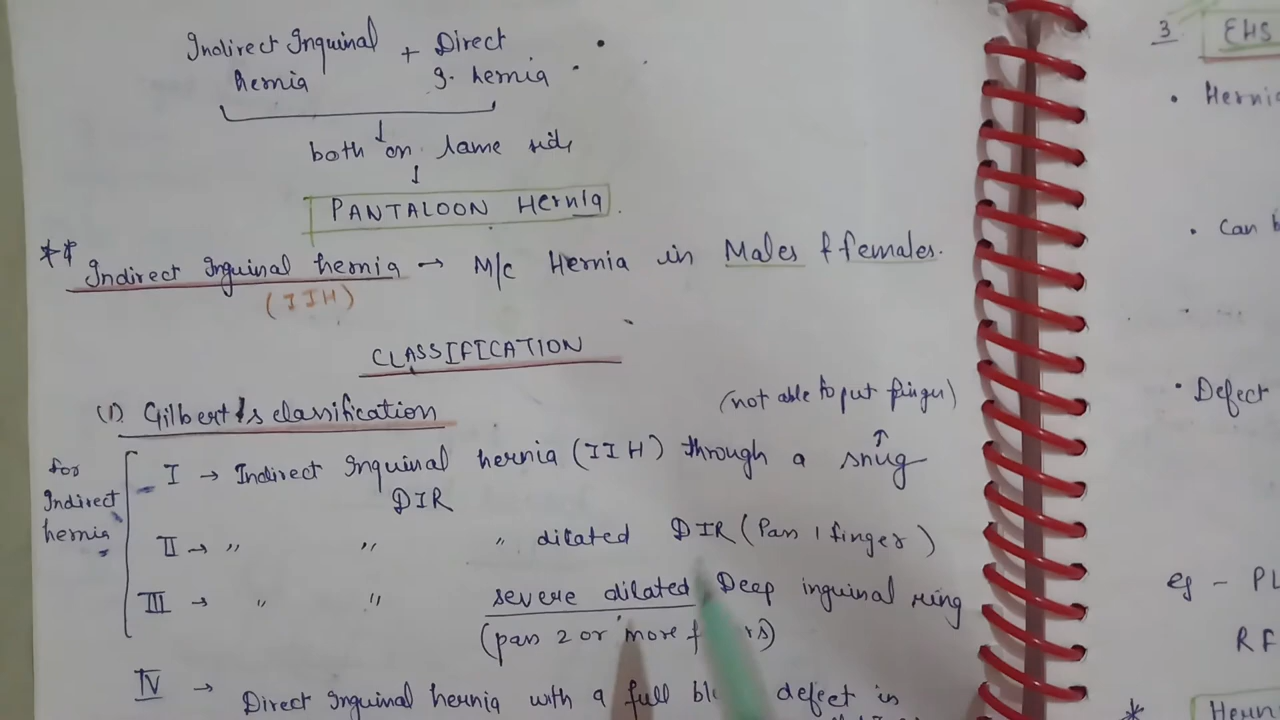 Indirect Inguinal + Direct
hernia I. hernia
both on same side
PANTALOON HERNIA.
** Indirect Inguinal hernia → M/c Hernia in Males & females.
(IIH)
CLASSIFICATION
(1) Gilbert's classification
(not able to put finger)
for Indirect hernia
I → Indirect Inguinal hernia (IIH) through a snug
DIR
II → " " " dilated DIR (Pass 1 finger)
III → " " severe dilated Deep inguinal ring
(pass 2 or more
IV → Direct Inguinal hernia with a full defect in
3 EHS
• Hernia
• Can b
• Defect
eg - PL
RF
*